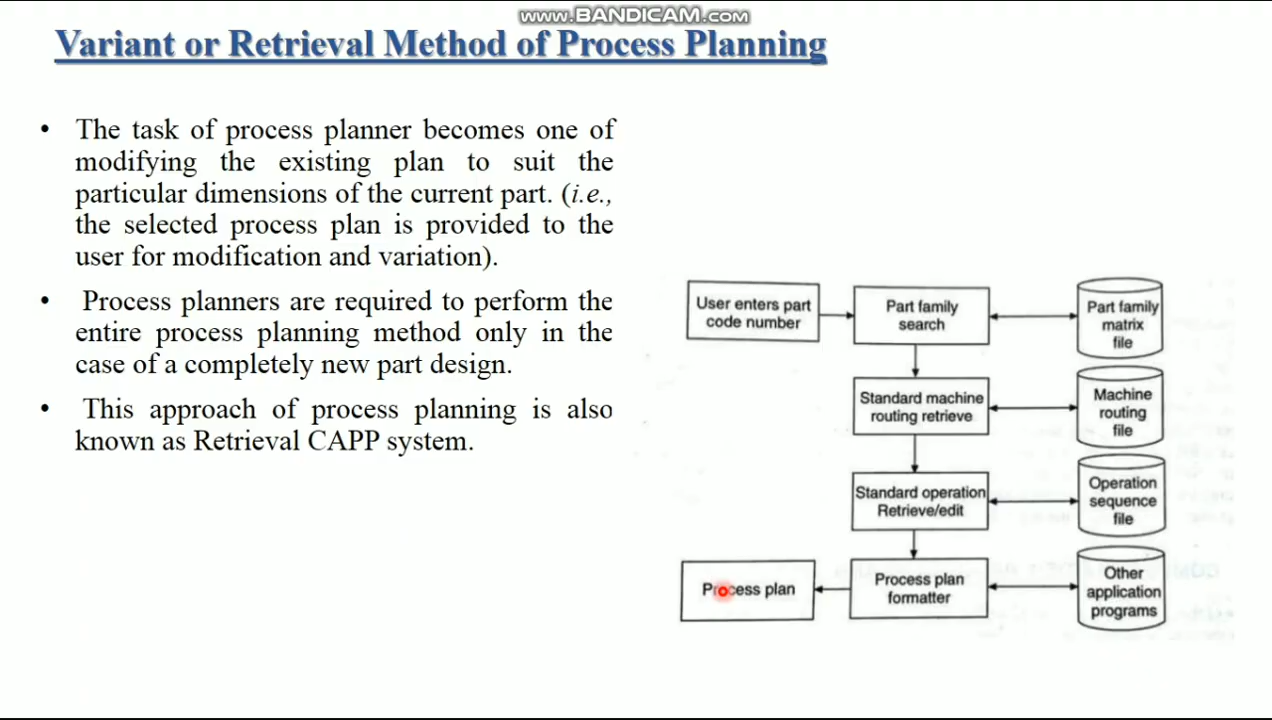 www.BANDICAM.com
Variant or Retrieval Method of Process Planning
• The task of process planner becomes one of
modifying the existing plan to suit the
particular dimensions of the current part. (i.e.,
the selected process plan is provided to the
user for modification and variation).
• Process planners are required to perform the
entire process planning method only in the
case of a completely new part design.
• This approach of process planning is also
known as Retrieval CAPP system.
User enters part
code number
Part family
search
Part family
matrix
file
Standard machine
routing retrieve
Machine
routing
file
Standard operation
Retrieve/edit
Operation
sequence
file
Process plan
Process plan
formatter
Other
application
programs